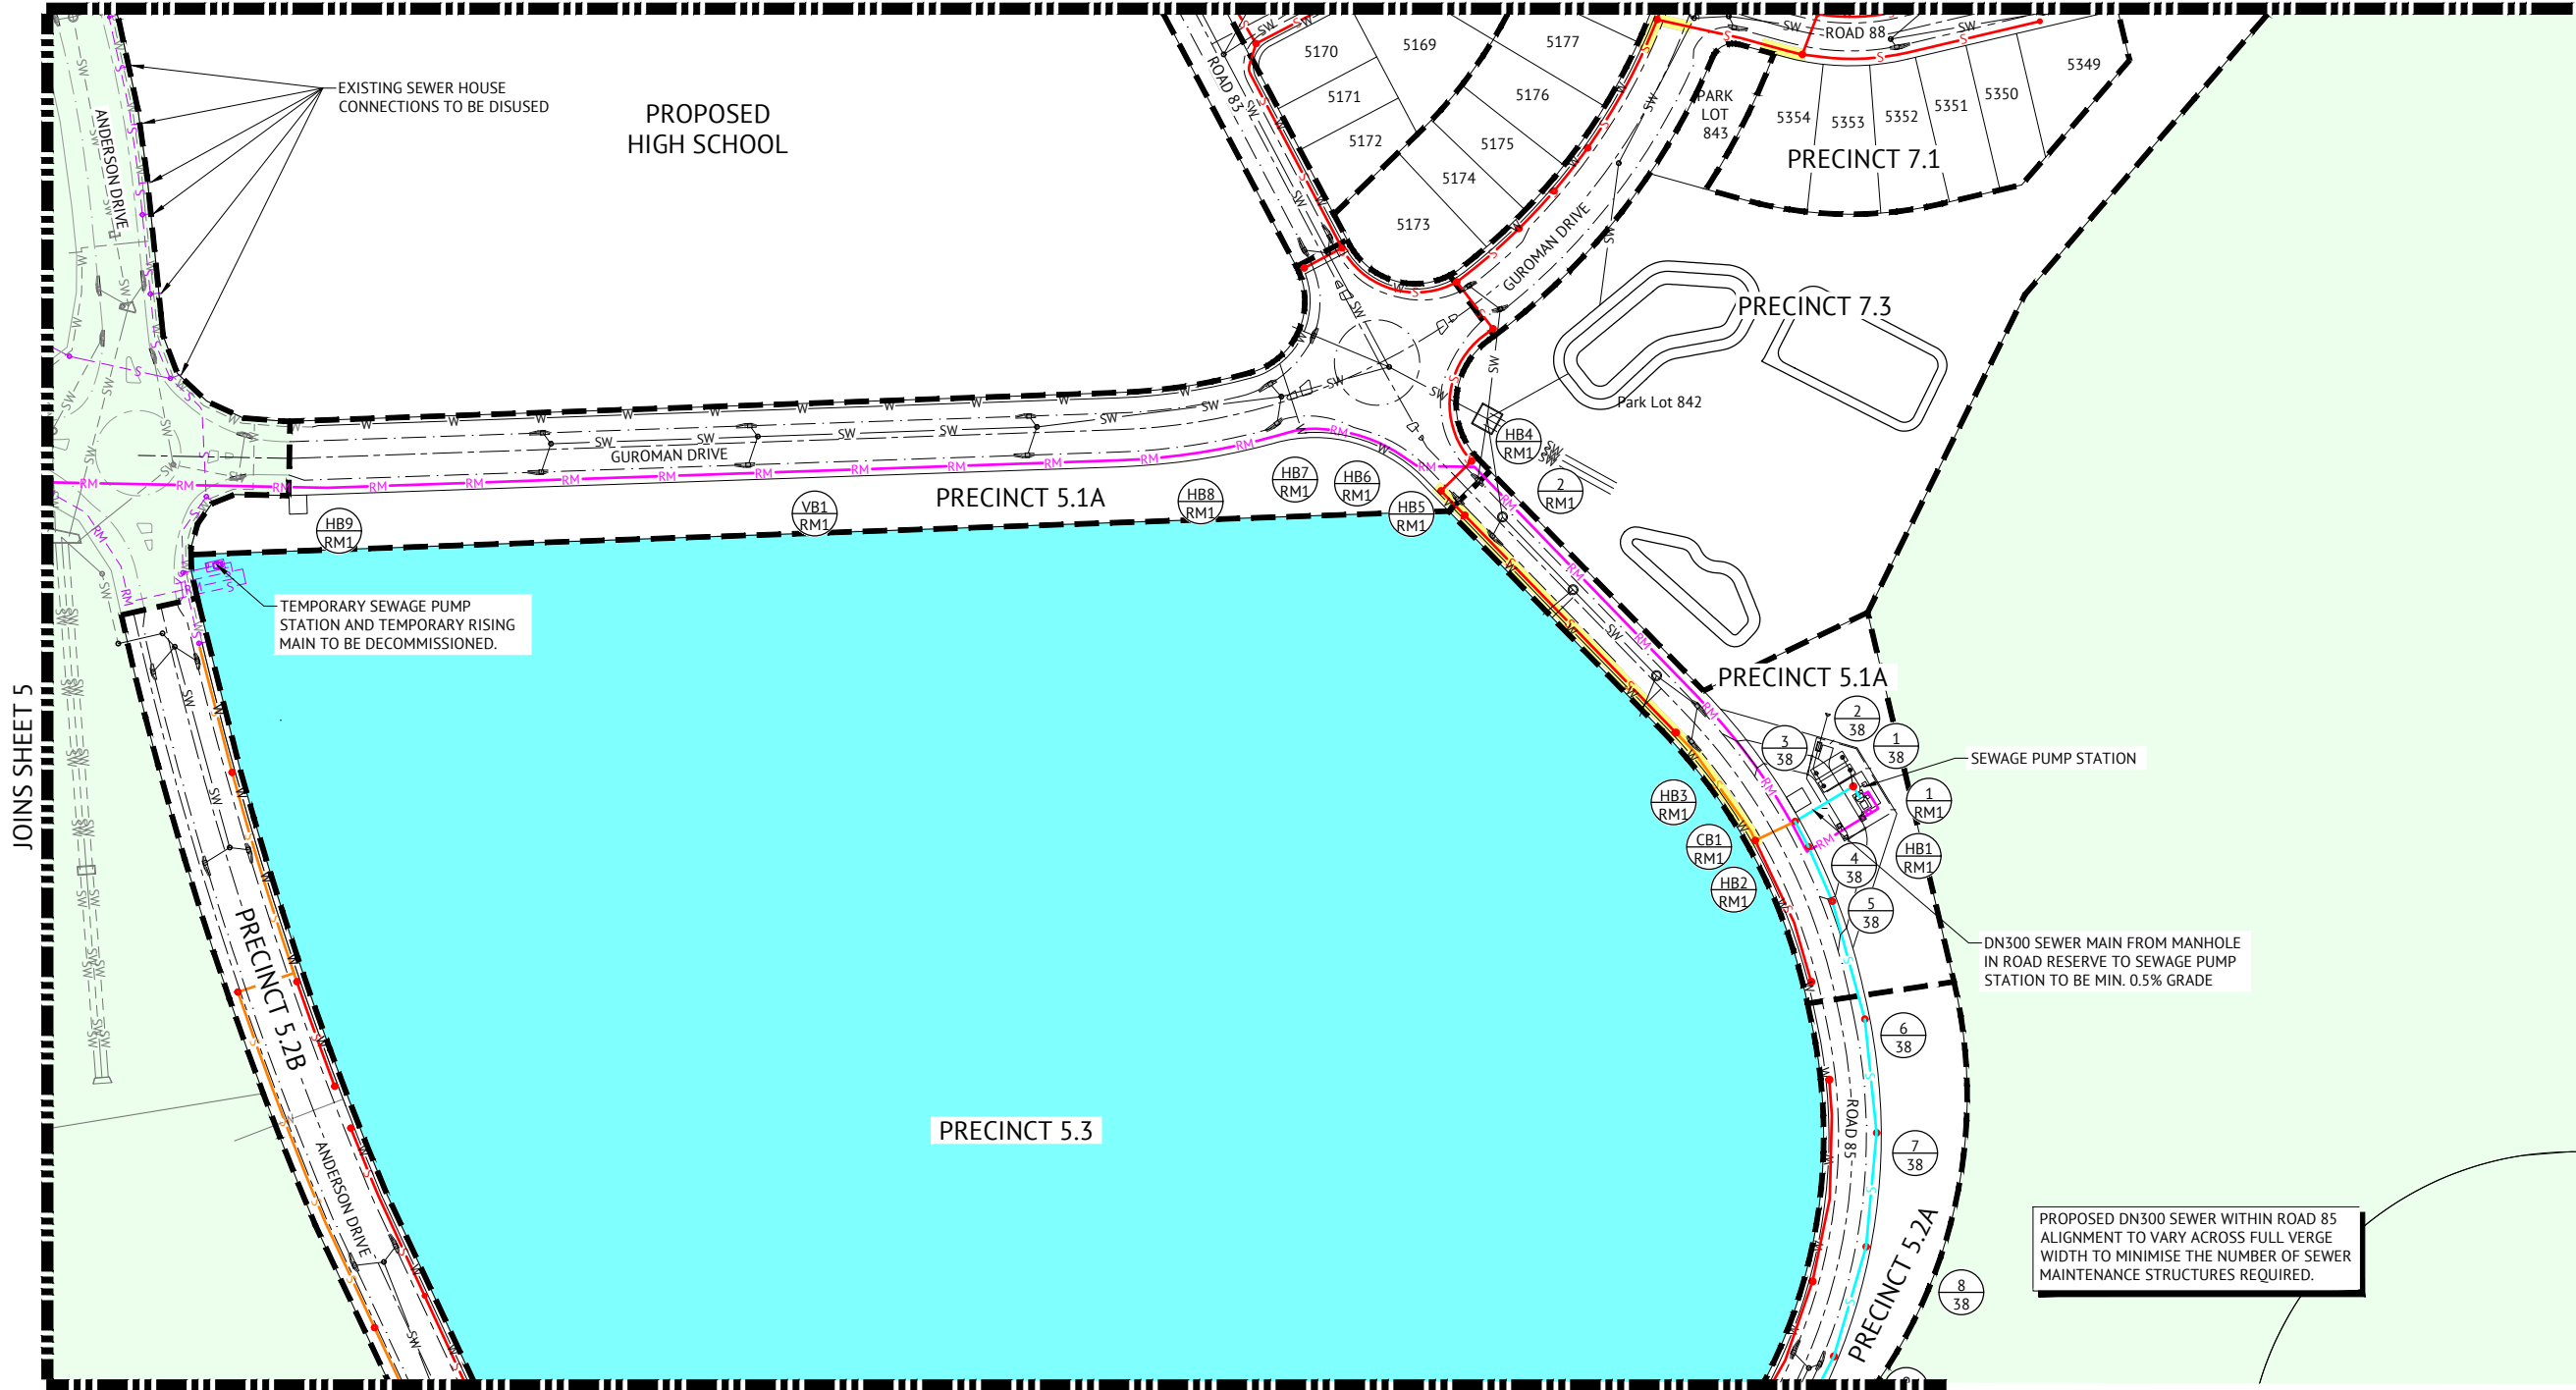 EXISTING SEWER HOUSE
CONNECTIONS TO BE DISUSED
PROPOSED
HIGH SCHOOL
ANDERSON DRIVE
ROAD 83
5170
5169
5177
5171
5176
5172
5175
5174
5173
ROAD 88
PARK
LOT
843
5354
5353
5352
5351
5350
5349
PRECINCT 7.1
GUROMAN DRIVE
PRECINCT 7.3
Park Lot 842
GUROMAN DRIVE
PRECINCT 5.1A
HB9
RM1
VB1
RM1
HB8
RM1
HB7
RM1
HB6
RM1
HB5
RM1
HB4
RM1
2
RM1
TEMPORARY SEWAGE PUMP
STATION AND TEMPORARY RISING
MAIN TO BE DECOMMISSIONED.
JOINS SHEET 5
PRECINCT 5.1A
2
38
3
38
1
38
SEWAGE PUMP STATION
1
RM1
HB3
RM1
CB1
RM1
HB2
RM1
4
38
HB1
RM1
5
38
DN300 SEWER MAIN FROM MANHOLE
IN ROAD RESERVE TO SEWAGE PUMP
STATION TO BE MIN. 0.5% GRADE
6
38
7
38
8
38
PRECINCT 5.2B
ANDERSON DRIVE
PRECINCT 5.3
ROAD 85
PRECINCT 5.2A
PROPOSED DN300 SEWER WITHIN ROAD 85
ALIGNMENT TO VARY ACROSS FULL VERGE
WIDTH TO MINIMISE THE NUMBER OF SEWER
MAINTENANCE STRUCTURES REQUIRED.